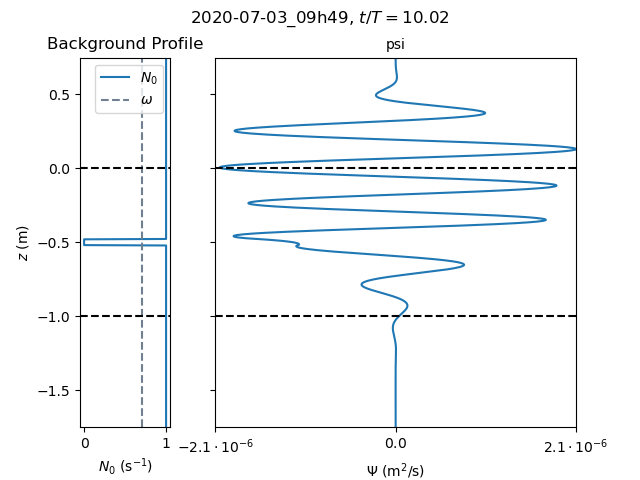 2020-07-03_09h49, t/T = 10.02
Background Profile
psi
N₀
ω
0.5
0.0
−0.5
−1.0
−1.5
z (m)
0
1
N₀ (s⁻¹)
−2.1 · 10⁻⁶
0.0
2.1 · 10⁻⁶
Ψ (m²/s)